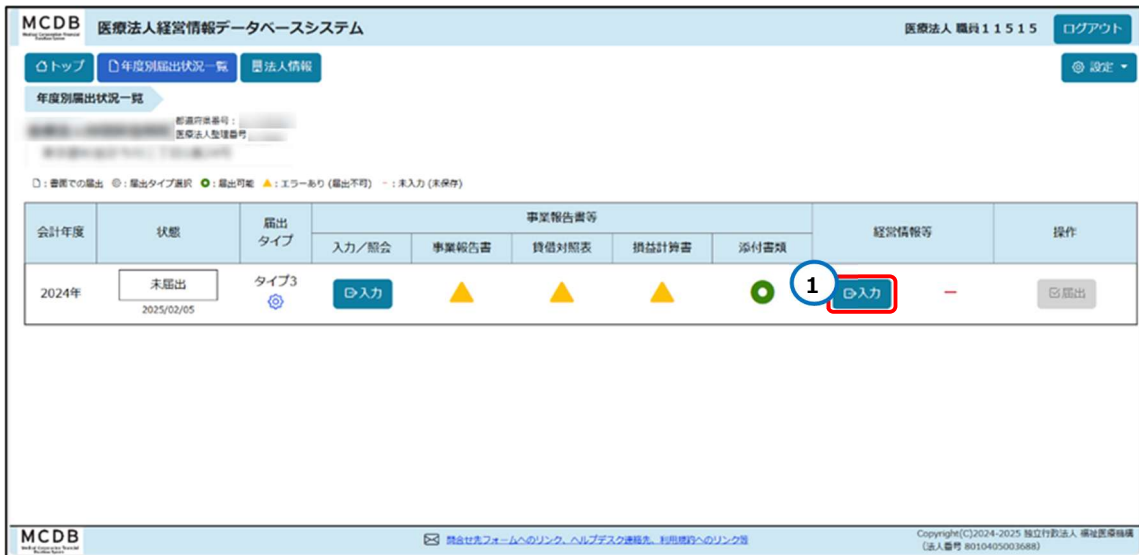 MCDB 医療法人経営情報データベースシステム 医療法人 職員11515 ログアウト
トップ 年度別届出状況一覧 法人情報 設定
年度別届出状況一覧
都道府県番号:
医療法人整理番号
:書面での届出 :届出タイプ選択 :届出可能 :エラーあり (届出不可) -:未入力 (未保存)
会計年度 状態 届出タイプ 事業報告書等 経営情報等 操作
入力/照会 事業報告書 貸借対照表 損益計算書 添付書類
2024年 未届出 タイプ3 入力 1 入力 - 届出
2025/02/05
MCDB 問合せ先フォームへのリンク、ヘルプデスク連絡先、利用規約へのリンク等 Copyright(C)2024-2025 独立行政法人 福祉医療機構
(法人番号 8010405003688)